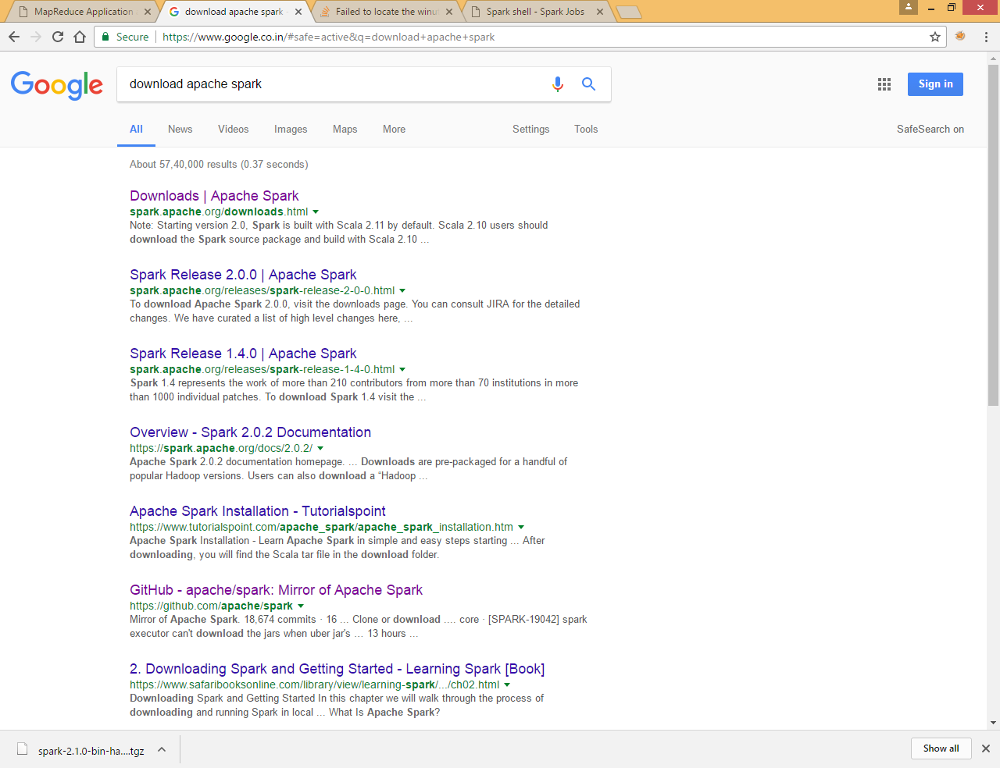 MapReduce Application
download apache spark -
Failed to locate the winut
Spark shell - Spark Jobs
Secure
https://www.google.co.in/#safe=active&q=download+apache+spark
Google
download apache spark
Sign in
All News Videos Images Maps More Settings Tools SafeSearch on
About 57,40,000 results (0.37 seconds)
Downloads | Apache Spark
spark.apache.org/downloads.html
Note: Starting version 2.0, Spark is built with Scala 2.11 by default. Scala 2.10 users should
download the Spark source package and build with Scala 2.10 ...
Spark Release 2.0.0 | Apache Spark
spark.apache.org/releases/spark-release-2-0-0.html
To download Apache Spark 2.0.0, visit the downloads page. You can consult JIRA for the detailed
changes. We have curated a list of high level changes here, ...
Spark Release 1.4.0 | Apache Spark
spark.apache.org/releases/spark-release-1-4-0.html
Spark 1.4 represents the work of more than 210 contributors from more than 70 institutions in more
than 1000 individual patches. To download Spark 1.4 visit the ...
Overview - Spark 2.0.2 Documentation
https://spark.apache.org/docs/2.0.2/
Apache Spark 2.0.2 documentation homepage. ... Downloads are pre-packaged for a handful of
popular Hadoop versions. Users can also download a “Hadoop ...
Apache Spark Installation - Tutorialspoint
https://www.tutorialspoint.com/apache_spark/apache_spark_installation.htm
Apache Spark Installation - Learn Apache Spark in simple and easy steps starting ... After
downloading, you will find the Scala tar file in the download folder.
GitHub - apache/spark: Mirror of Apache Spark
https://github.com/apache/spark
Mirror of Apache Spark. 18,674 commits · 16 ... Clone or download .... core · [SPARK-19042] spark
executor can't download the jars when uber jar's ... 13 hours ...
2. Downloading Spark and Getting Started - Learning Spark [Book]
https://www.safaribooksonline.com/library/view/learning-spark/.../ch02.html
Downloading Spark and Getting Started In this chapter we will walk through the process of
downloading and running Spark in local ... What Is Apache Spark?
spark-2.1.0-bin-ha....tgz
Show all